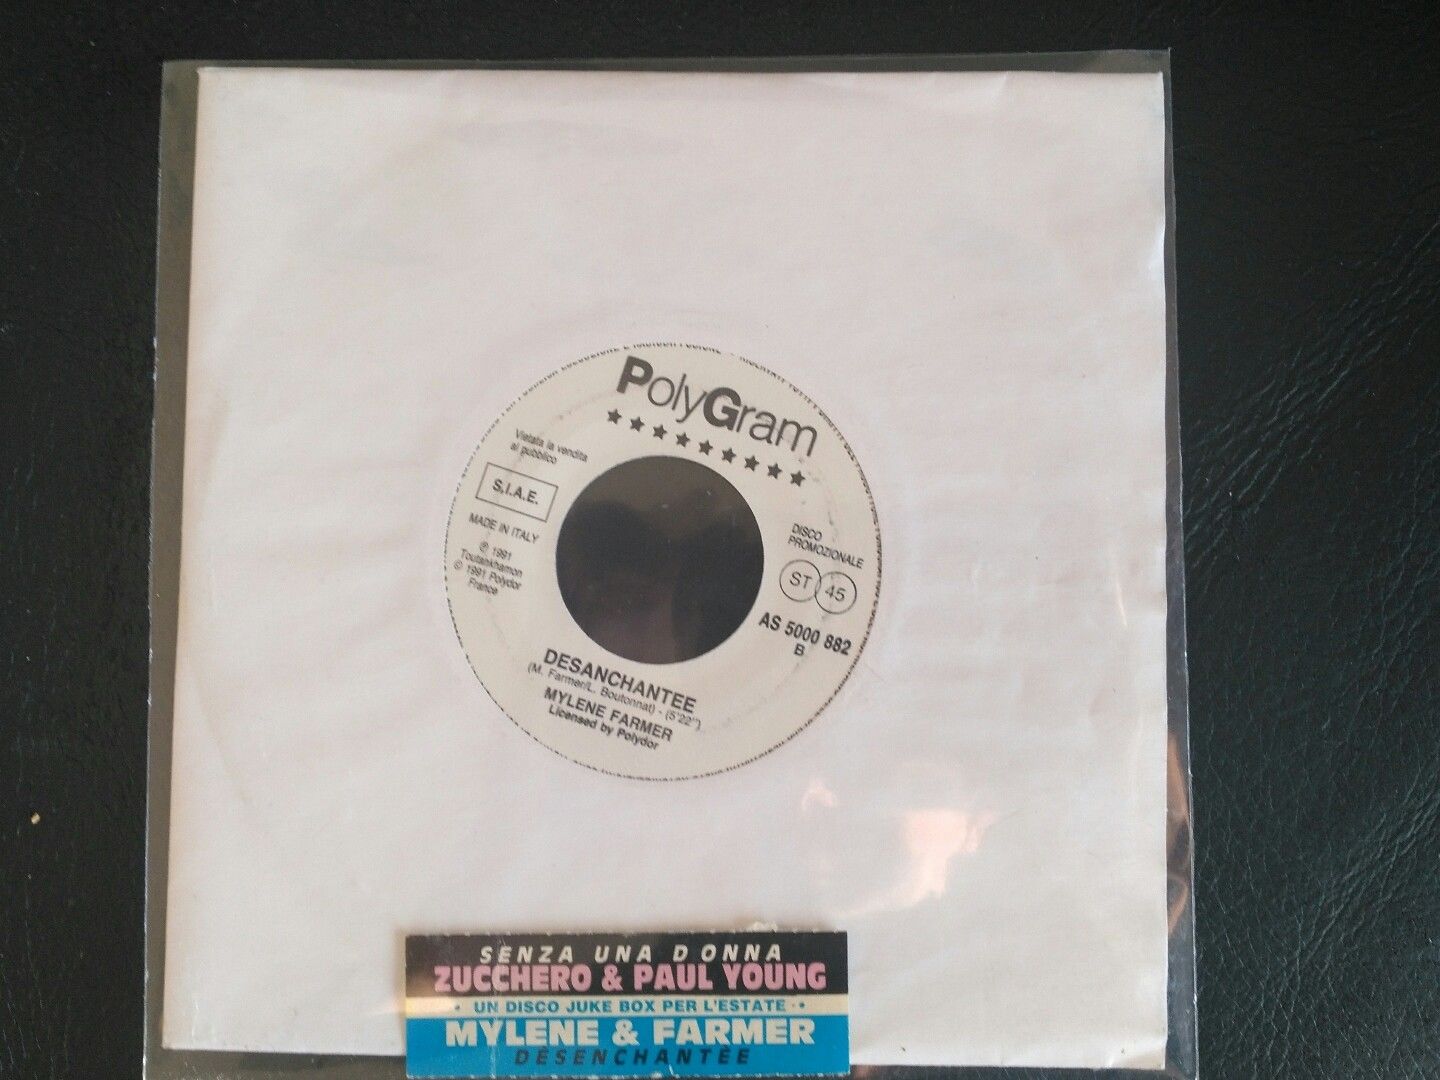 PolyGram
Vietata la vendita
al pubblico
S.I.A.E.
MADE IN ITALY
℗ 1991
Toutankhamon
© 1991 Polydor
France
DISCO
PROMOZIONALE
ST 45
AS 5000 882
B
DESANCHANTEE
(M. Farmer/L. Boutonnat) - (5'22")
MYLENE FARMER
Licensed by Polydor
SENZA UNA DONNA
ZUCCHERO & PAUL YOUNG
• UN DISCO JUKE BOX PER L'ESTATE •
MYLENE & FARMER
DÉSENCHANTÉE